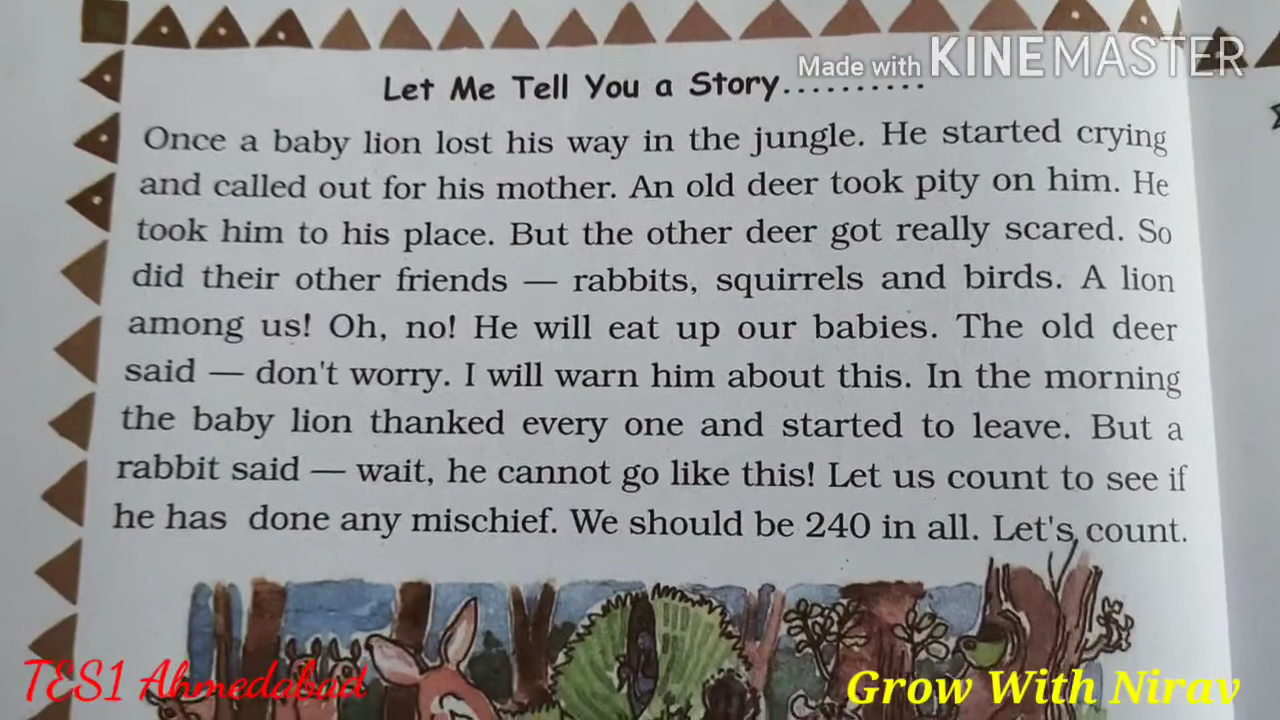 Made with KINEMASTER
Let Me Tell You a Story..........
Once a baby lion lost his way in the jungle. He started crying
and called out for his mother. An old deer took pity on him. He
took him to his place. But the other deer got really scared. So
did their other friends — rabbits, squirrels and birds. A lion
among us! Oh, no! He will eat up our babies. The old deer
said — don't worry. I will warn him about this. In the morning
the baby lion thanked every one and started to leave. But a
rabbit said — wait, he cannot go like this! Let us count to see if
he has done any mischief. We should be 240 in all. Let's count.
TES1 Ahmedabad
Grow With Nirav